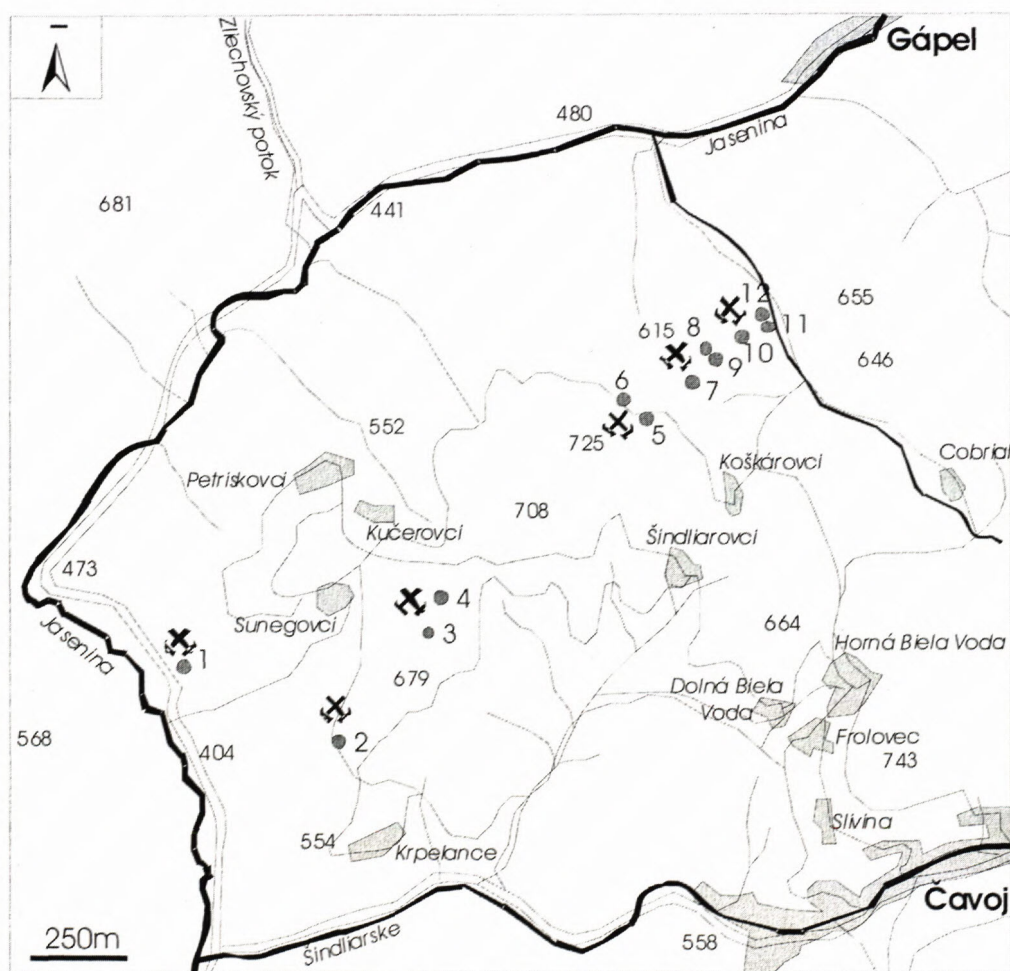 Gápel
Zliechovský potok
480
Jasenina
681
441
655
12
11
615
8
10
646
9
7
6
5
725
552
Petriskovci
Koškárovci
Cobrial
708
Kučerovci
Šindliarovci
473
4
Sunegovci
3
664
Jasenina
1
679
Horná Biela Voda
Dolná Biela
Voda
568
404
2
Frolovec
743
554
Slivina
Krpelance
Čavoj
250m
Šindliarske
558